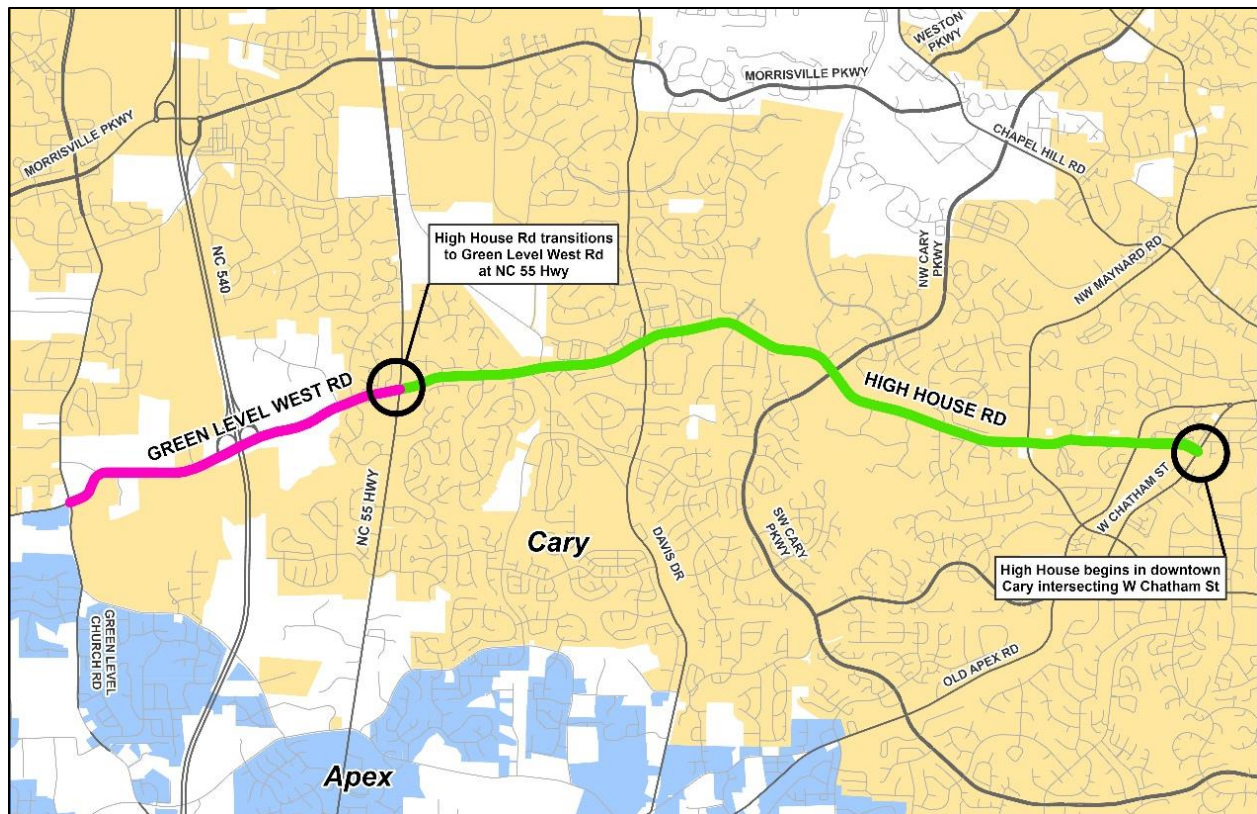 WESTON
PKWY
MORRISVILLE PKWY
CHAPEL HILL RD
MORRISVILLE PKWY
NW MAYNARD RD
NC 540
High House Rd transitions
to Green Level West Rd
at NC 55 Hwy
NW CARY
PKWY
GREEN LEVEL WEST RD
HIGH HOUSE RD
W CHATHAM ST
NC 55 HWY
Cary
DAVIS DR
SW CARY
PKWY
High House begins in downtown
Cary intersecting W Chatham St
GREEN LEVEL
CHURCH RD
OLD APEX RD
Apex